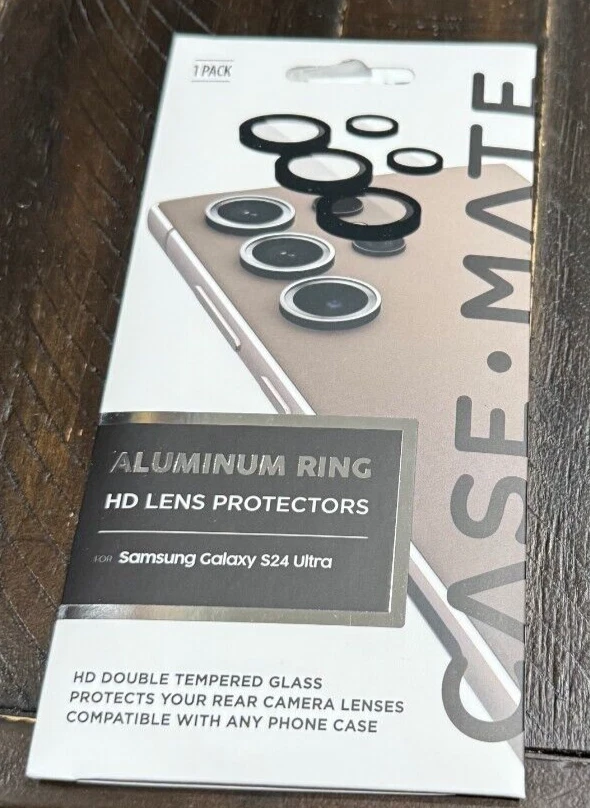 1 PACK
CASE·MATE
ALUMINUM RING
HD LENS PROTECTORS
FOR Samsung Galaxy S24 Ultra
HD DOUBLE TEMPERED GLASS
PROTECTS YOUR REAR CAMERA LENSES
COMPATIBLE WITH ANY PHONE CASE